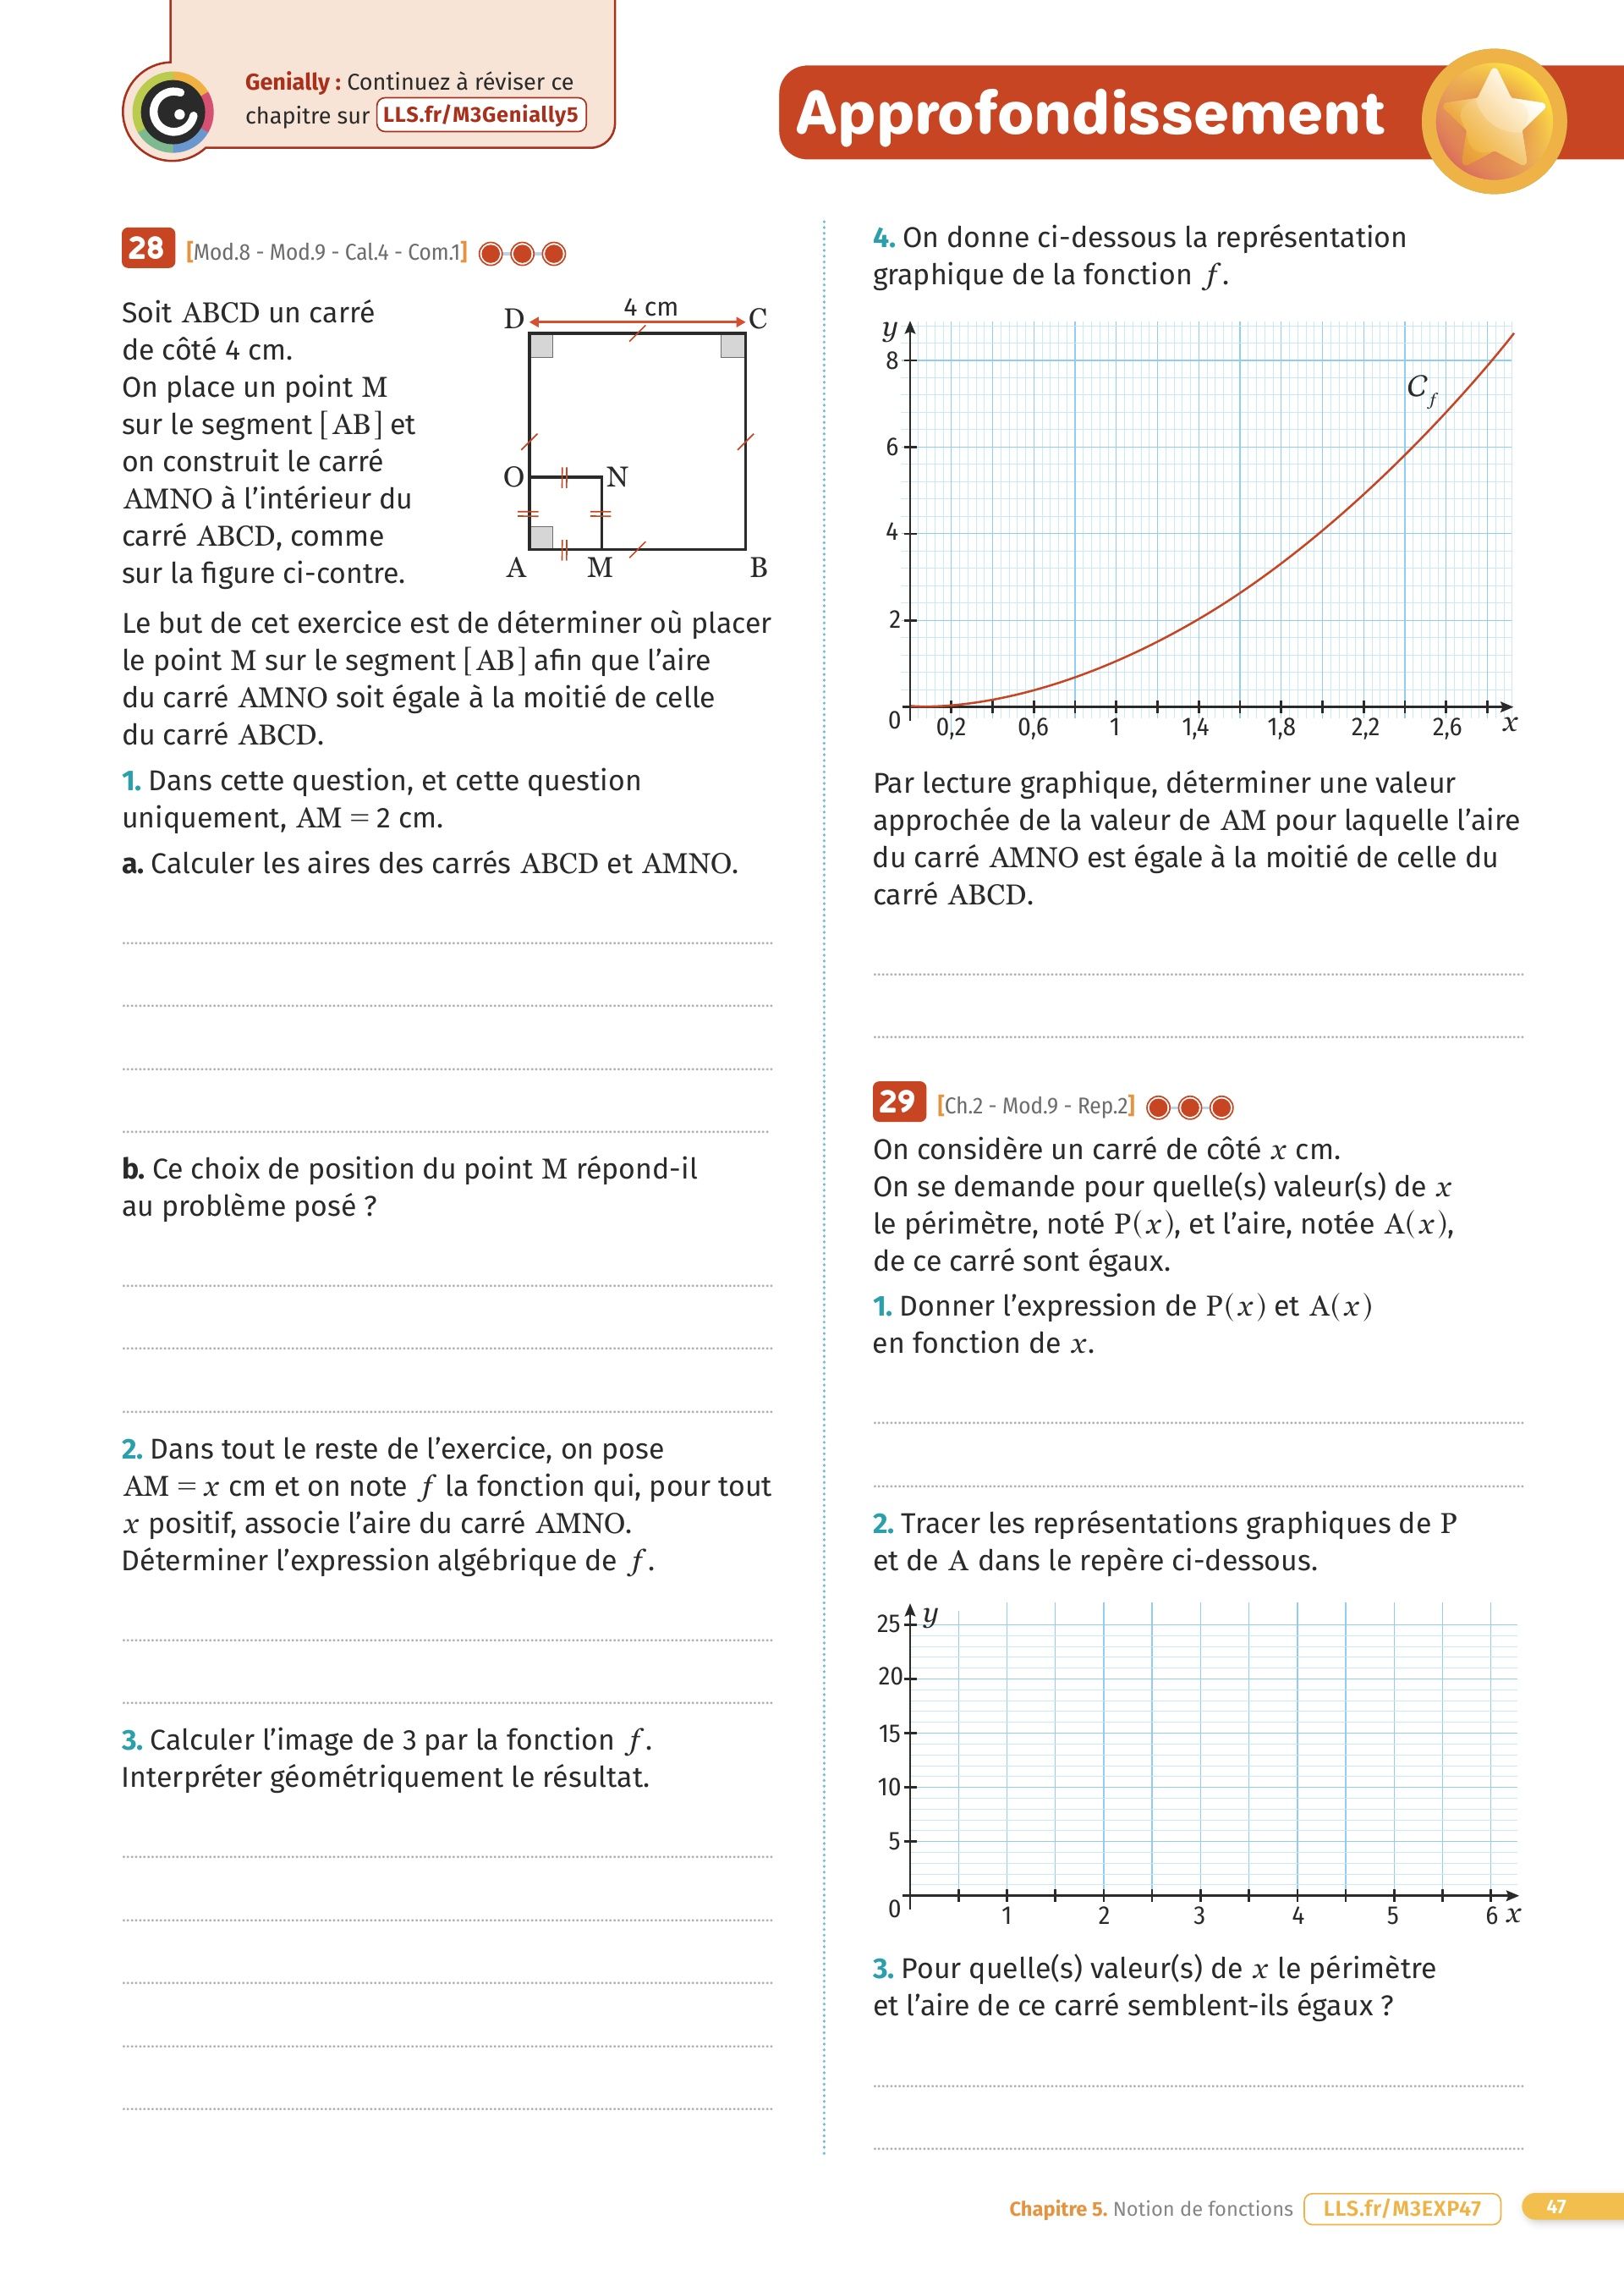 Genially : Continuez à réviser ce
chapitre sur LLS.fr/M3Genially5
Approfondissement
28 [Mod.8 - Mod.9 - Cal.4 - Com.1]
Soit ABCD un carré
de côté 4 cm.
On place un point M
sur le segment [AB] et
on construit le carré
AMNO à l'intérieur du
carré ABCD, comme
sur la figure ci-contre.
D 4 cm C
O N
A M B
Le but de cet exercice est de déterminer où placer
le point M sur le segment [AB] afin que l'aire
du carré AMNO soit égale à la moitié de celle
du carré ABCD.
1. Dans cette question, et cette question
uniquement, AM = 2 cm.
a. Calculer les aires des carrés ABCD et AMNO.
b. Ce choix de position du point M répond-il
au problème posé ?
2. Dans tout le reste de l'exercice, on pose
AM = x cm et on note f la fonction qui, pour tout
x positif, associe l'aire du carré AMNO.
Déterminer l'expression algébrique de f.
3. Calculer l'image de 3 par la fonction f.
Interpréter géométriquement le résultat.
4. On donne ci-dessous la représentation
graphique de la fonction f.
y
8
C_f
6
4
2
0 0,2 0,6 1 1,4 1,8 2,2 2,6 x
Par lecture graphique, déterminer une valeur
approchée de la valeur de AM pour laquelle l'aire
du carré AMNO est égale à la moitié de celle du
carré ABCD.
29 [Ch.2 - Mod.9 - Rep.2]
On considère un carré de côté x cm.
On se demande pour quelle(s) valeur(s) de x
le périmètre, noté P(x), et l'aire, notée A(x),
de ce carré sont égaux.
1. Donner l'expression de P(x) et A(x)
en fonction de x.
2. Tracer les représentations graphiques de P
et de A dans le repère ci-dessous.
25 y
20
15
10
5
0 1 2 3 4 5 6 x
3. Pour quelle(s) valeur(s) de x le périmètre
et l'aire de ce carré semblent-ils égaux ?
Chapitre 5. Notion de fonctions LLS.fr/M3EXP47 47